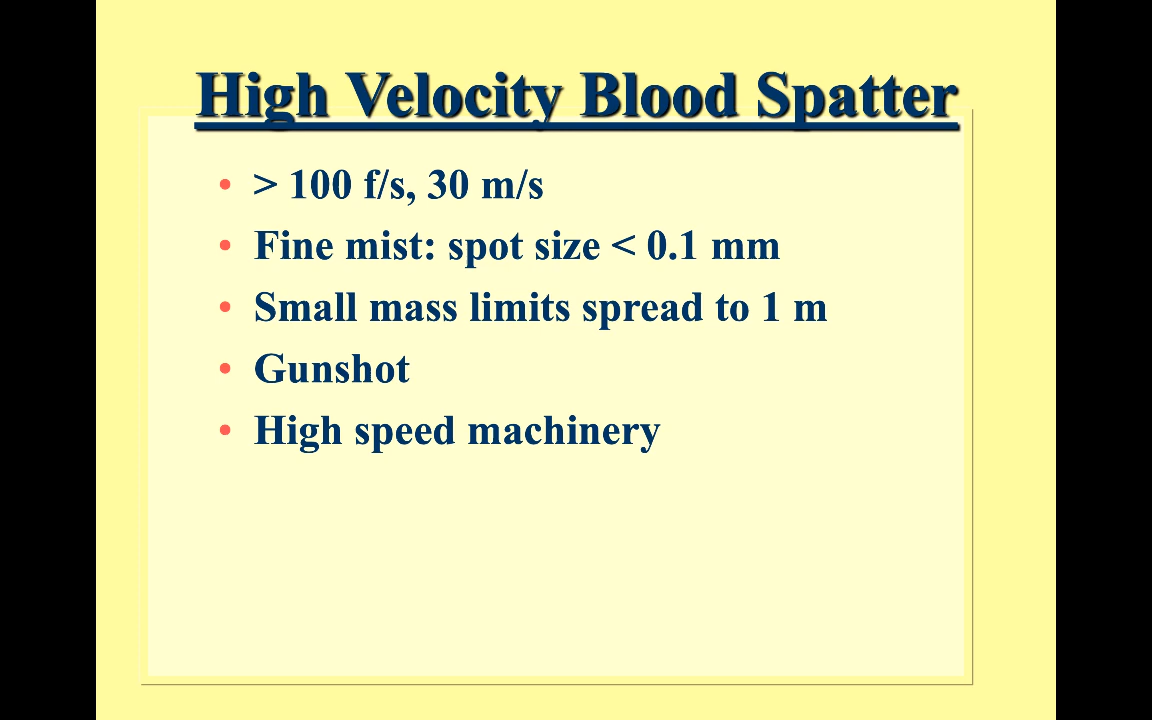 High Velocity Blood Spatter
• > 100 f/s, 30 m/s
• Fine mist: spot size < 0.1 mm
• Small mass limits spread to 1 m
• Gunshot
• High speed machinery